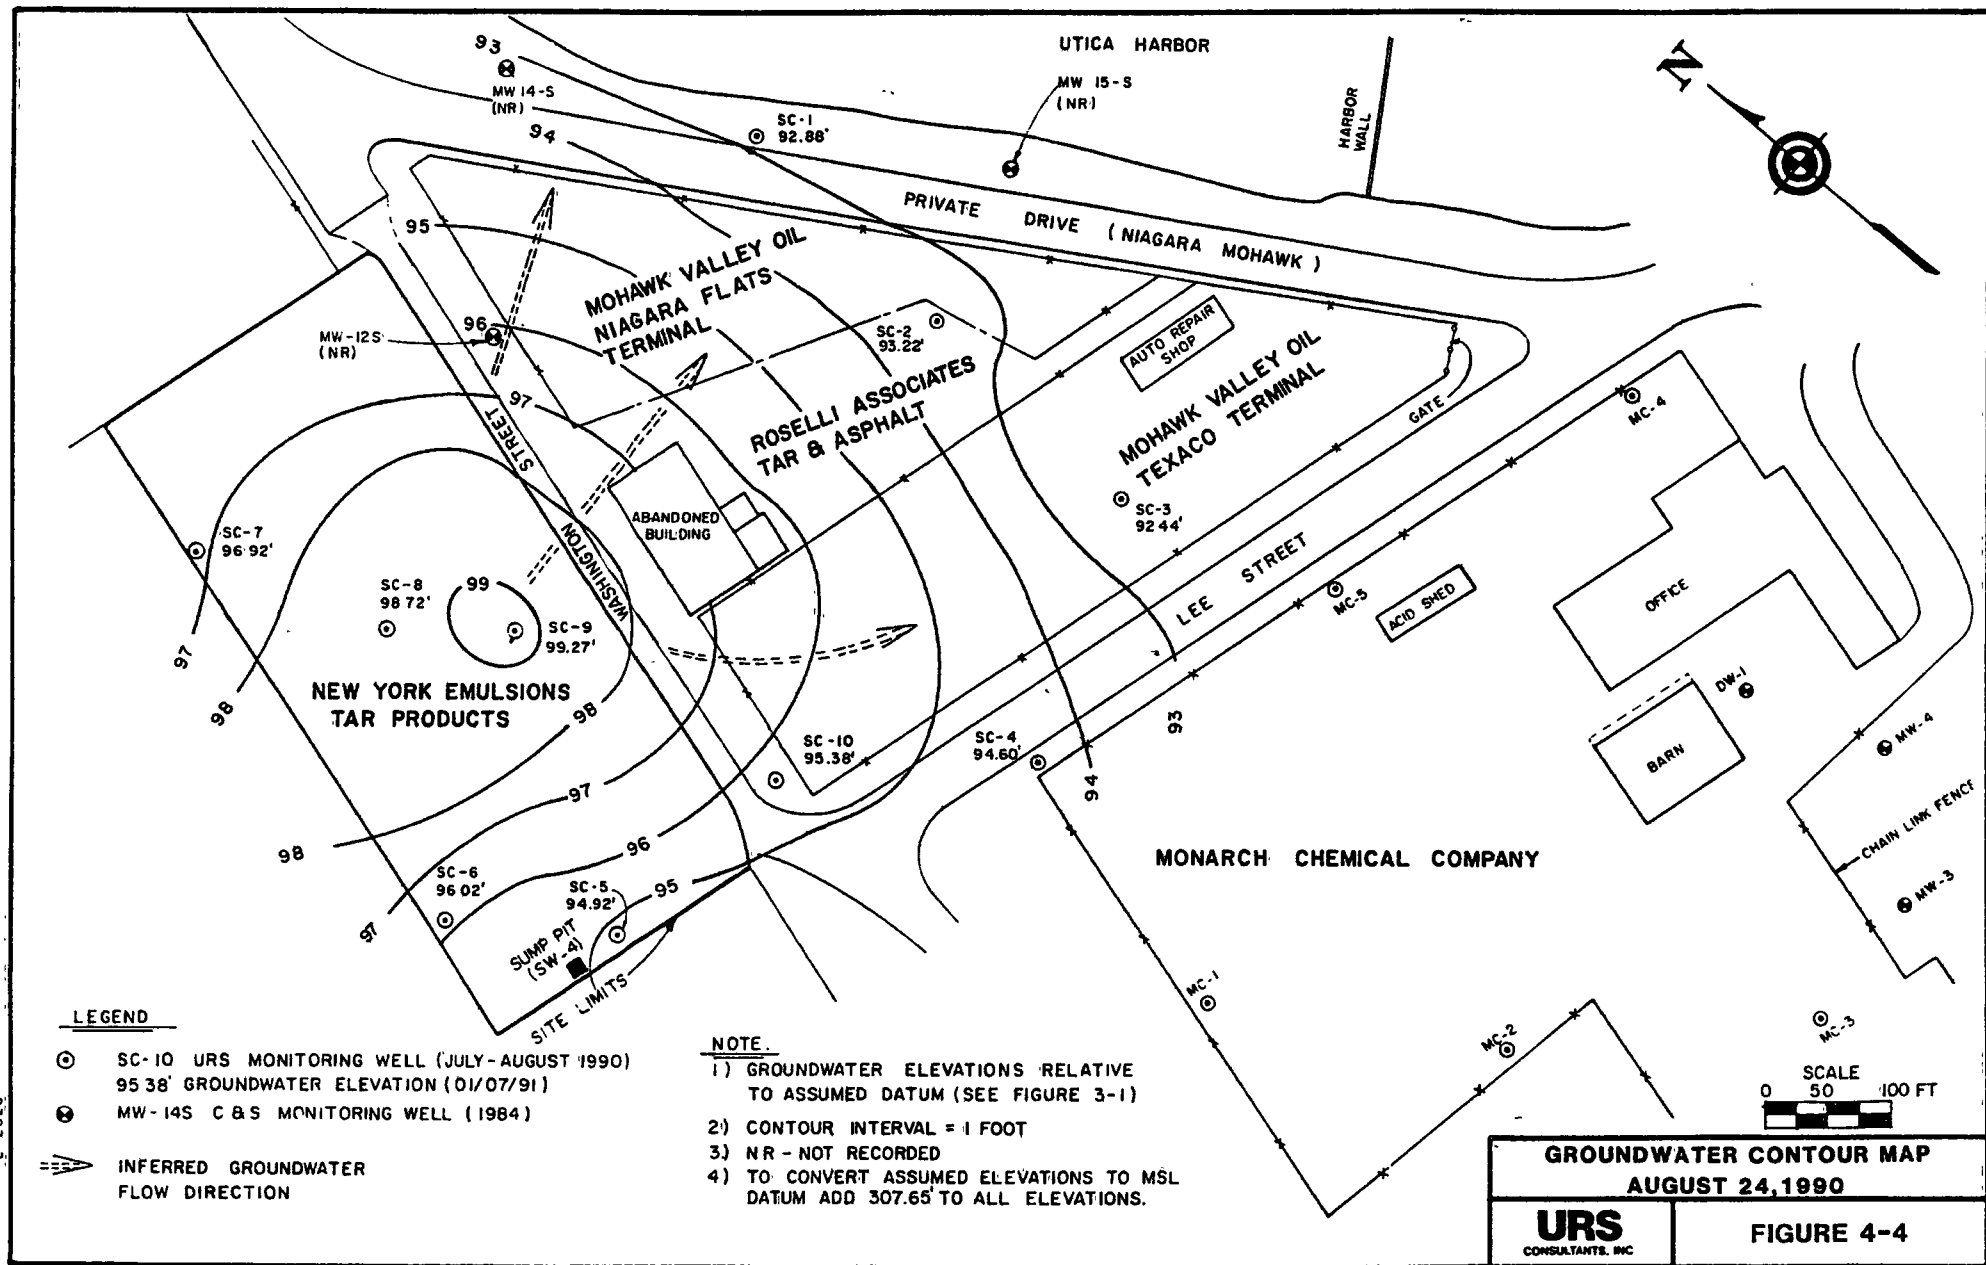 93
MW 14-S
(NR)
SC-1
92.88'
94
UTICA HARBOR
MW 15-S
(NR)
HARBOR
WALL
N
PRIVATE DRIVE (NIAGARA MOHAWK)
95
MOHAWK VALLEY OIL
NIAGARA FLATS
TERMINAL
96
MW-12S
(NR)
SC-2
93.22'
AUTO REPAIR
SHOP
MOHAWK VALLEY OIL
TEXACO TERMINAL
GATE
MC-4
97
ROSELLI ASSOCIATES
TAR & ASPHALT
WASHINGTON STREET
ABANDONED
BUILDING
SC-3
92.44'
SC-7
96.92'
SC-8
98.72'
99
SC-9
99.27'
LEE STREET
MC-5
ACID SHED
OFFICE
97
98
NEW YORK EMULSIONS
TAR PRODUCTS
98
DW-1
MW-4
BARN
SC-10
95.38'
SC-4
94.60'
93
94
97
98
96
CHAIN LINK FENCE
MONARCH CHEMICAL COMPANY
SC-6
96.02'
SC-5
94.92'
95
97
MW-3
SUMP PIT
(SW-4)
SITE LIMITS
MC-1
MC-2
MC-3
LEGEND
SC-10 URS MONITORING WELL (JULY-AUGUST 1990)
95.38' GROUNDWATER ELEVATION (01/07/91)
MW-14S C & S MONITORING WELL (1984)
INFERRED GROUNDWATER
FLOW DIRECTION
NOTE.
1) GROUNDWATER ELEVATIONS RELATIVE
TO ASSUMED DATUM (SEE FIGURE 3-1)
2) CONTOUR INTERVAL = 1 FOOT
3) NR - NOT RECORDED
4) TO CONVERT ASSUMED ELEVATIONS TO MSL
DATUM ADD 307.65' TO ALL ELEVATIONS.
SCALE
0 50 100 FT
GROUNDWATER CONTOUR MAP
AUGUST 24, 1990
URS
CONSULTANTS, INC
FIGURE 4-4